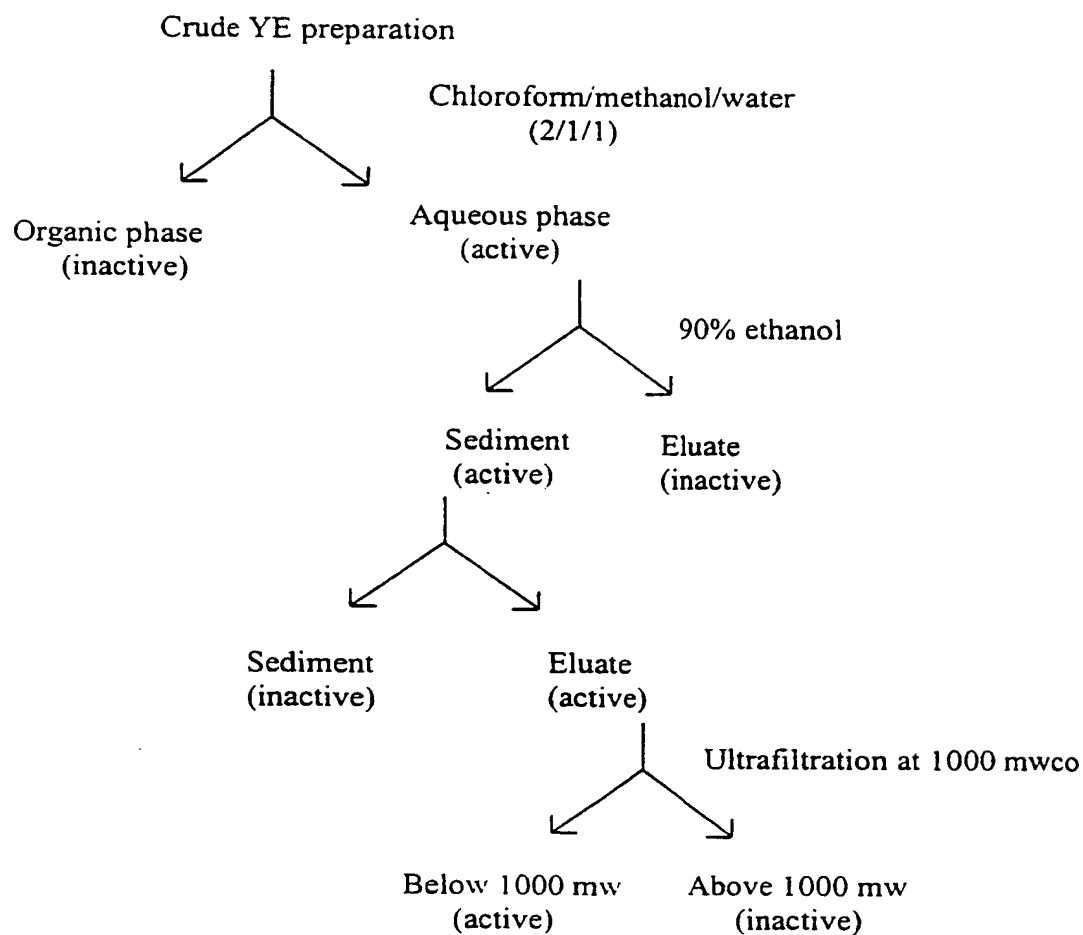 Crude YE preparation
Chloroform/methanol/water
(2/1/1)
Organic phase
(inactive)
Aqueous phase
(active)
90% ethanol
Sediment
(active)
Eluate
(inactive)
Sediment
(inactive)
Eluate
(active)
Ultrafiltration at 1000 mwco
Below 1000 mw
(active)
Above 1000 mw
(inactive)